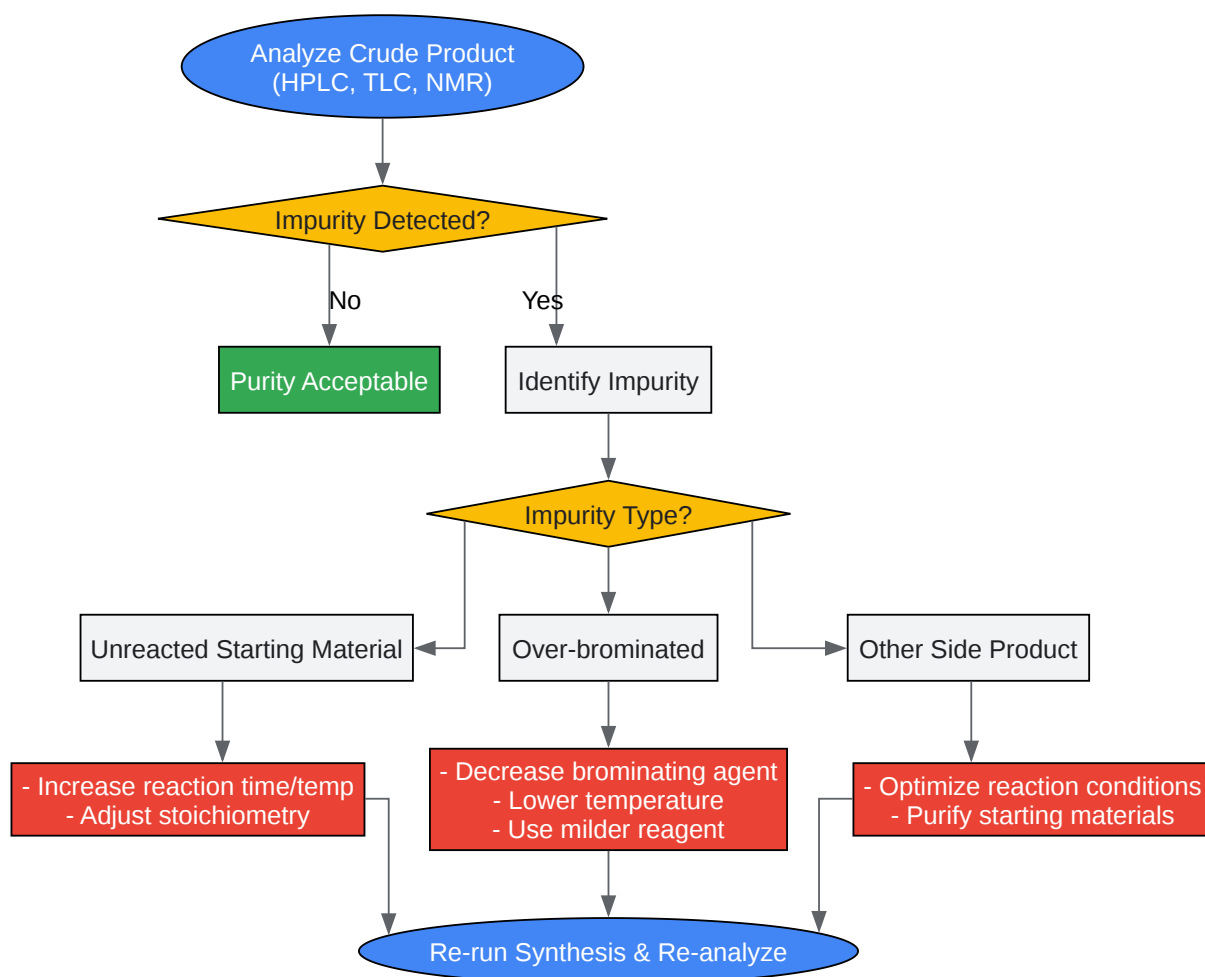 Analyze Crude Product
(HPLC, TLC, NMR)
Impurity Detected?
No
Yes
Purity Acceptable
Identify Impurity
Impurity Type?
Unreacted Starting Material
Over-brominated
Other Side Product
- Increase reaction time/temp
- Adjust stoichiometry
- Decrease brominating agent
- Lower temperature
- Use milder reagent
- Optimize reaction conditions
- Purify starting materials
Re-run Synthesis & Re-analyze